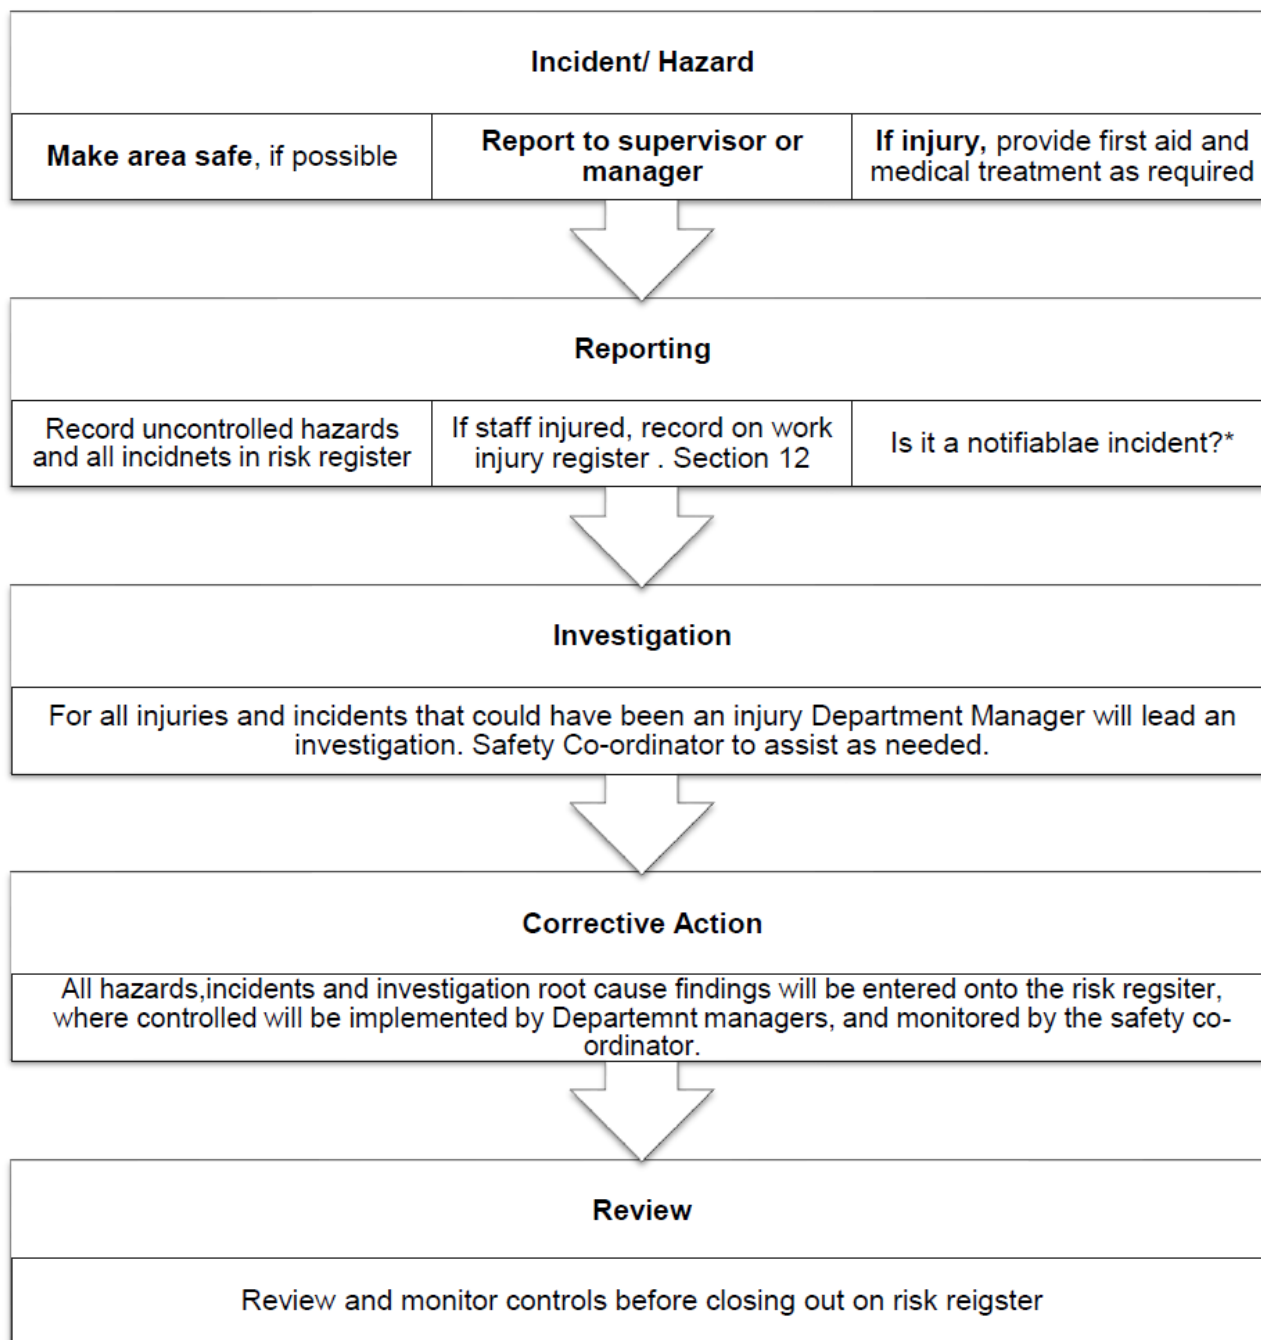 Incident/ Hazard
Make area safe, if possible
Report to supervisor or
manager
If injury, provide first aid and
medical treatment as required
Reporting
Record uncontrolled hazards
and all incidnets in risk register
If staff injured, record on work
injury register . Section 12
Is it a notifiablae incident?*
Investigation
For all injuries and incidents that could have been an injury Department Manager will lead an
investigation. Safety Co-ordinator to assist as needed.
Corrective Action
All hazards,incidents and investigation root cause findings will be entered onto the risk regsiter,
where controlled will be implemented by Departemnt managers, and monitored by the safety co-
ordinator.
Review
Review and monitor controls before closing out on risk reigster